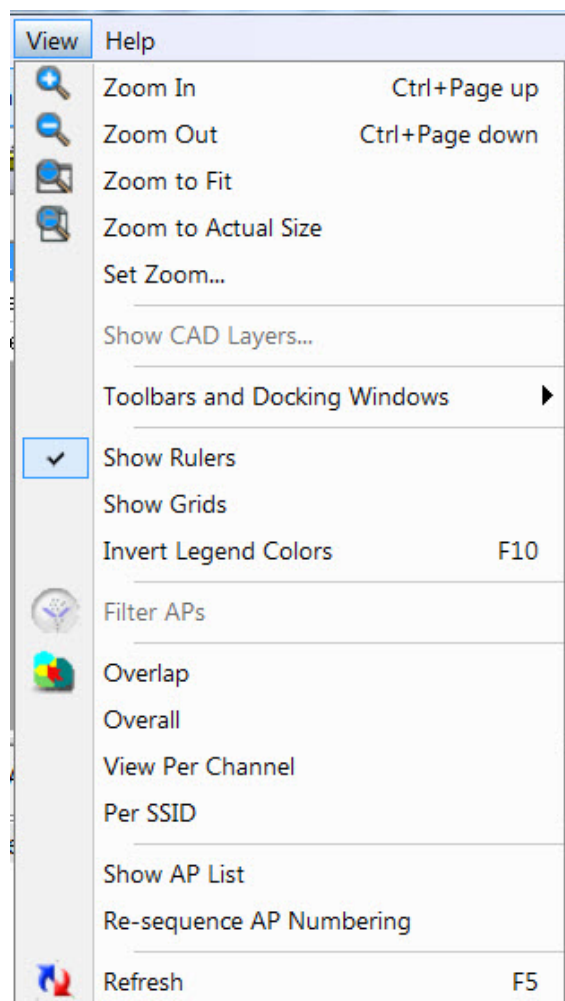 View Help
Zoom In Ctrl+Page up
Zoom Out Ctrl+Page down
Zoom to Fit
Zoom to Actual Size
Set Zoom...
Show CAD Layers...
Toolbars and Docking Windows
Show Rulers
Show Grids
Invert Legend Colors F10
Filter APs
Overlap
Overall
View Per Channel
Per SSID
Show AP List
Re-sequence AP Numbering
Refresh F5